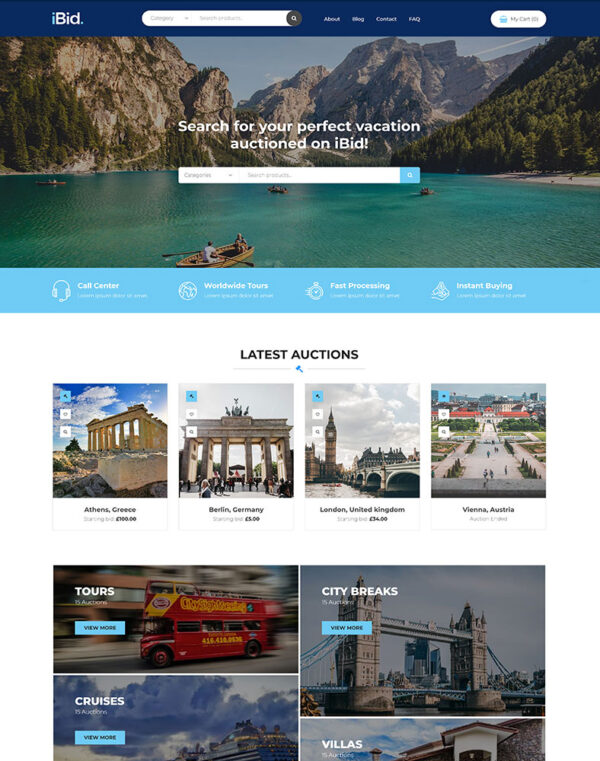 iBid.
Category
Search products..
About
Blog
Contact
FAQ
My Cart (0)
Search for your perfect vacation
auctioned on iBid!
Categories
Search products..
Call Center
Lorem ipsum dolor sit amet
Worldwide Tours
Lorem ipsum dolor sit amet
Fast Processing
Lorem ipsum dolor sit amet
Instant Buying
Lorem ipsum dolor sit amet
LATEST AUCTIONS
Athens, Greece
Starting bid: £100.00
Berlin, Germany
Starting bid: £5.00
London, United kingdom
Starting bid: £34.00
Vienna, Austria
Auction Ended
TOURS
15 Auctions
VIEW MORE
CitySightseeing
416.410.0536
CITY BREAKS
15 Auctions
VIEW MORE
CRUISES
15 Auctions
VIEW MORE
VILLAS
15 Auctions